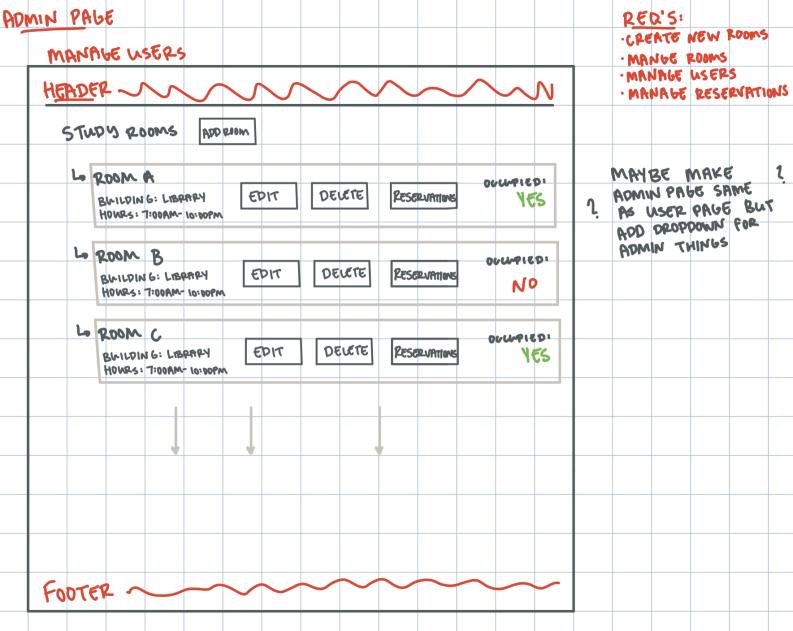 ADMIN PAGE
MANAGE USERS
HEADER
STUDY ROOMS ADD ROOM
ROOM A
BUILDING: LIBRARY
HOURS: 7:00AM-10:00PM
EDIT DELETE RESERVATIONS
OCCUPIED:
YES
ROOM B
BUILDING: LIBRARY
HOURS: 7:00AM-10:00PM
EDIT DELETE RESERVATIONS
OCCUPIED:
NO
ROOM C
BUILDING: LIBRARY
HOURS: 7:00AM-10:00PM
EDIT DELETE RESERVATIONS
OCCUPIED:
YES
FOOTER
REQ'S:
·CREATE NEW ROOMS
·MANGE ROOMS
·MANAGE USERS
·MANAGE RESERVATIONS
MAYBE MAKE ?
ADMIN PAGE SAME
? AS USER PAGE BUT
ADD DROPDOWN FOR
ADMIN THINGS